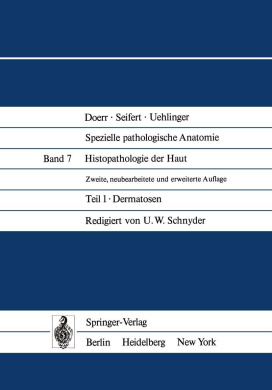 Doerr · Seifert · Uehlinger
Spezielle pathologische Anatomie
Band 7 Histopathologie der Haut
Zweite, neubearbeitete und erweiterte Auflage
Teil 1 · Dermatosen
Redigiert von U. W. Schnyder
Springer-Verlag
Berlin Heidelberg New York